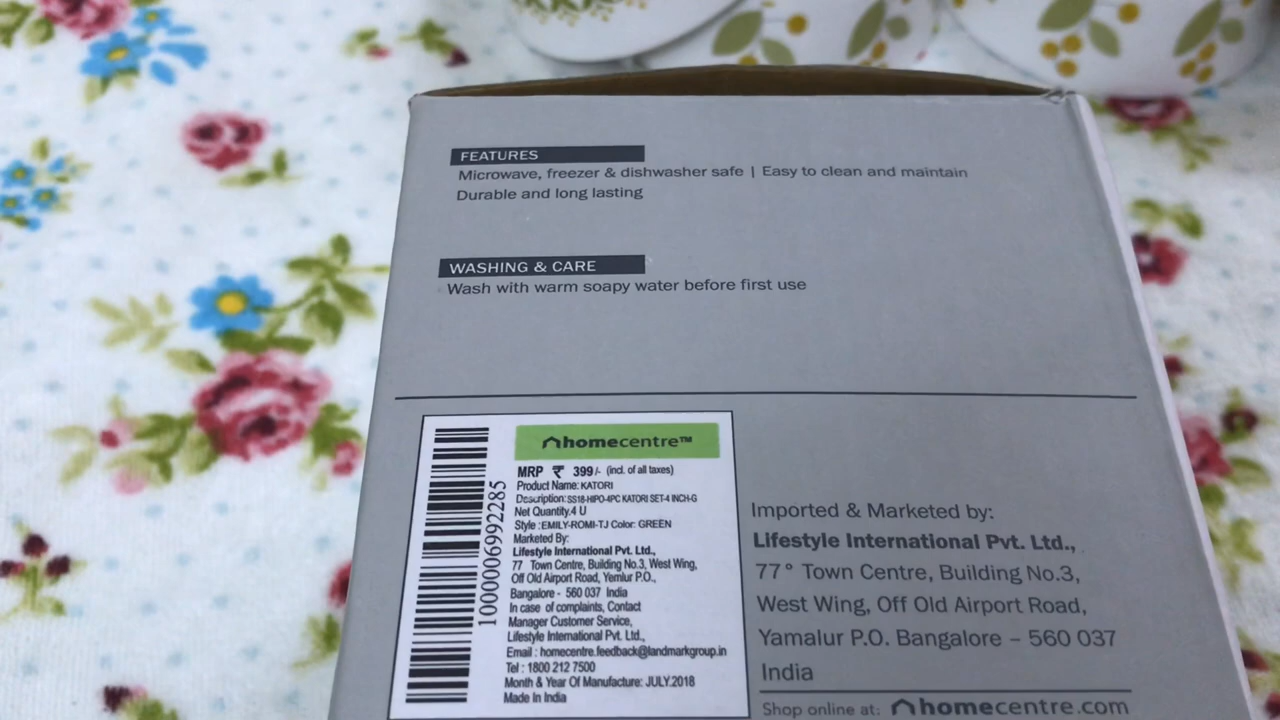 FEATURES
Microwave, freezer & dishwasher safe | Easy to clean and maintain
Durable and long lasting
WASHING & CARE
Wash with warm soapy water before first use
homecentre™
MRP ₹ 399/- (incl. of all taxes)
Product Name: KATORI
Description: SS18-HIPO-4PC KATORI SET-4 INCH-G
Net Quantity.4 U
Style :EMILY-ROMI-TJ Color: GREEN
Marketed By:
Lifestyle International Pvt. Ltd.,
77 Town Centre, Building No.3, West Wing,
Off Old Airport Road, Yemlur P.O.,
Bangalore - 560 037 India
In case of complaints, Contact
Manager Customer Service,
Lifestyle International Pvt. Ltd.,
Email : homecentre.feedback@landmarkgroup.in
Tel : 1800 212 7500
Month & Year Of Manufacture: JULY.2018
Made In India
1000006992285
Imported & Marketed by:
Lifestyle International Pvt. Ltd.,
77° Town Centre, Building No.3,
West Wing, Off Old Airport Road,
Yamalur P.O. Bangalore – 560 037
India
Shop online at: homecentre.com